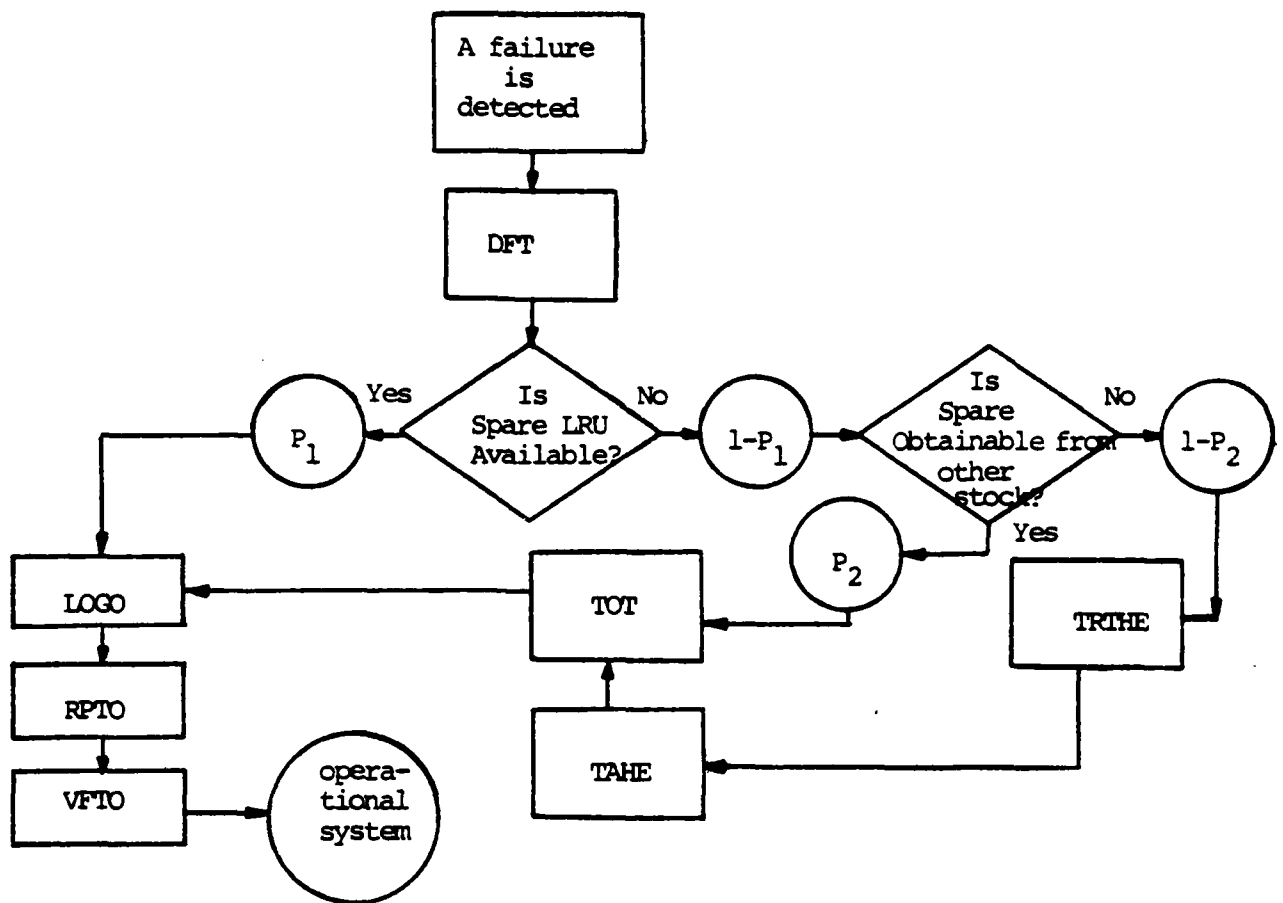 A failure
is
detected
DFT
Is
Spare LRU
Available?
Yes
No
P₁
1-P₁
Is
Spare
Obtainable from
other
stock?
No
1-P₂
Yes
P₂
TRTHE
TAHE
TOT
LOGO
RPTO
VFTO
opera-
tional
system